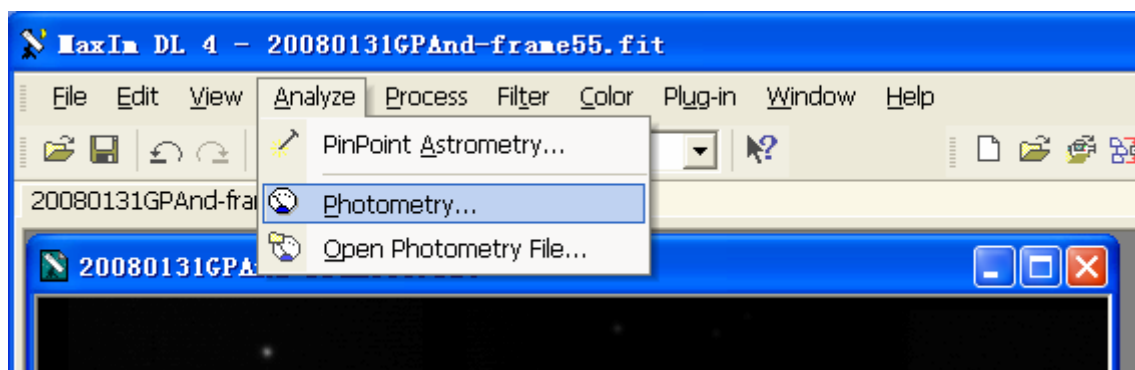 MaxIm DL 4 - 20080131GPAnd-frame55.fit
File Edit View Analyze Process Filter Color Plug-in Window Help
PinPoint Astrometry...
20080131GPAnd-fra
Photometry...
Open Photometry File...
20080131GPA